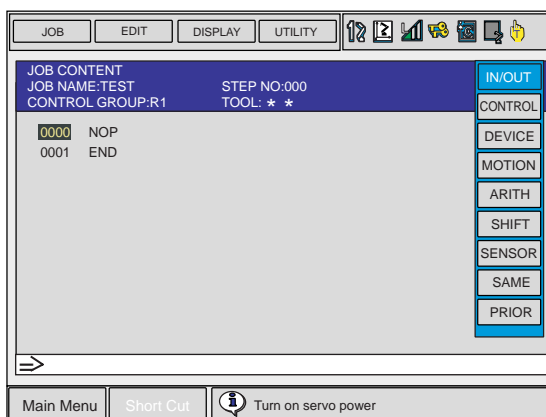 JOB EDIT DISPLAY UTILITY
JOB CONTENT
JOB NAME:TEST STEP NO:000
CONTROL GROUP:R1 TOOL: * *
0000 NOP
0001 END
IN/OUT
CONTROL
DEVICE
MOTION
ARITH
SHIFT
SENSOR
SAME
PRIOR
=>
Main Menu Short Cut Turn on servo power